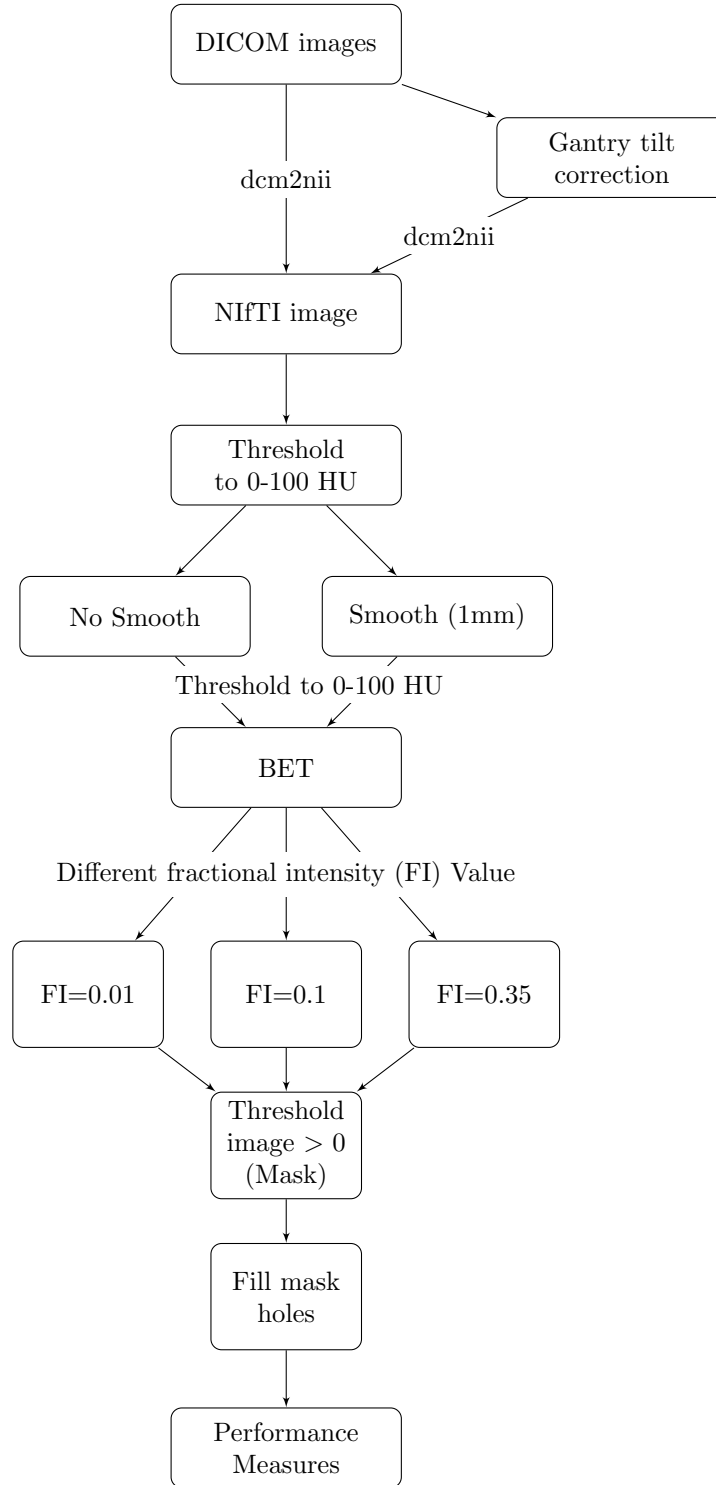 DICOM images
Gantry tilt
correction
dcm2nii
dcm2nii
NIfTI image
Threshold
to 0-100 HU
No Smooth
Smooth (1mm)
Threshold to 0-100 HU
BET
Different fractional intensity (FI) Value
FI=0.01
FI=0.1
FI=0.35
Threshold
image > 0
(Mask)
Fill mask
holes
Performance
Measures